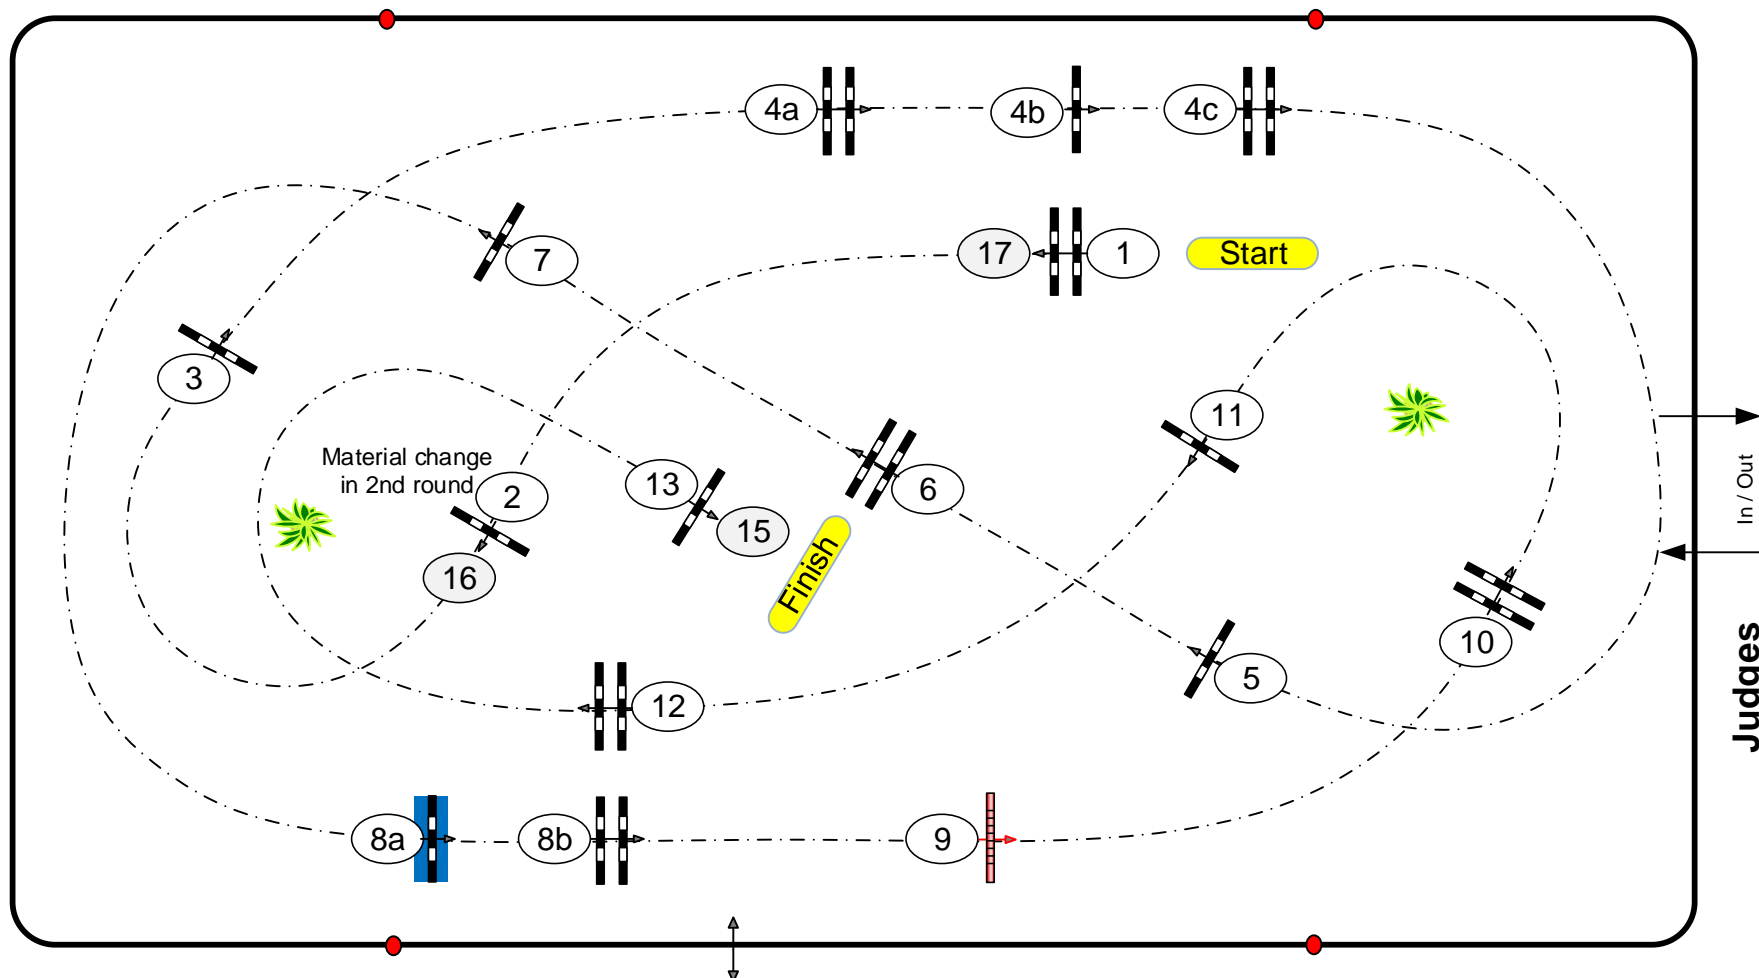 4a
4b
4c
17
1
Start
7
3
11
Material change
in 2nd round
2
13
6
15
16
Finish
In / Out
5
10
Judges
12
8a
8b
9